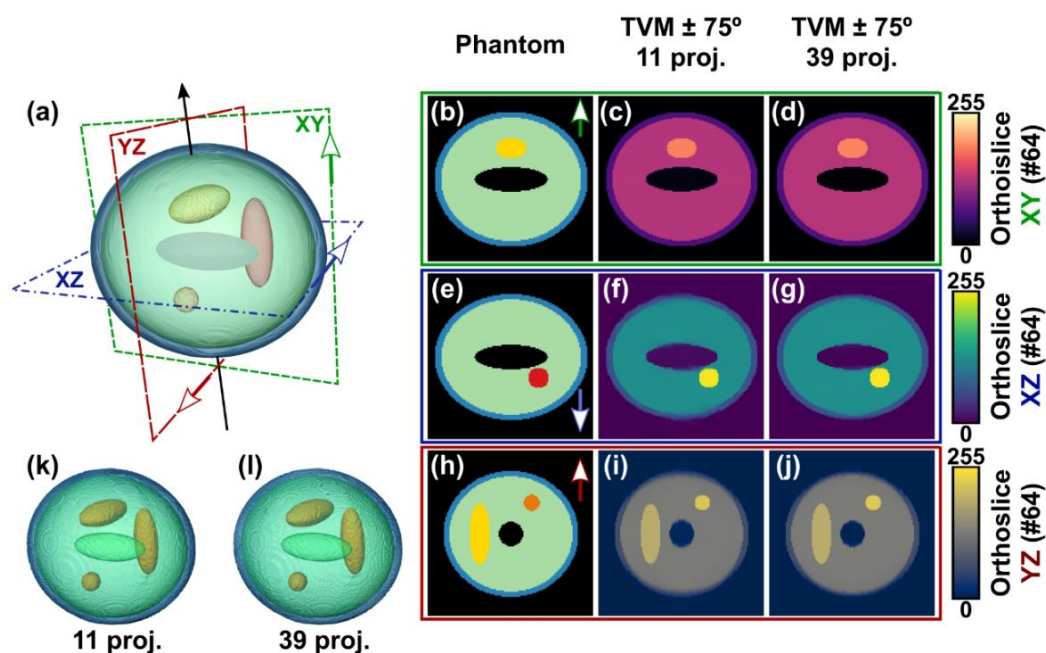 Phantom
TVM ± 75º
11 proj.
TVM ± 75º
39 proj.
(a)
YZ
XY
XZ
(b)
(c)
(d)
255
0
Orthoislice
XY (#64)
(e)
(f)
(g)
255
0
Orthoslice
XZ (#64)
(h)
(i)
(j)
255
0
Orthoslice
YZ (#64)
(k)
(l)
11 proj.
39 proj.